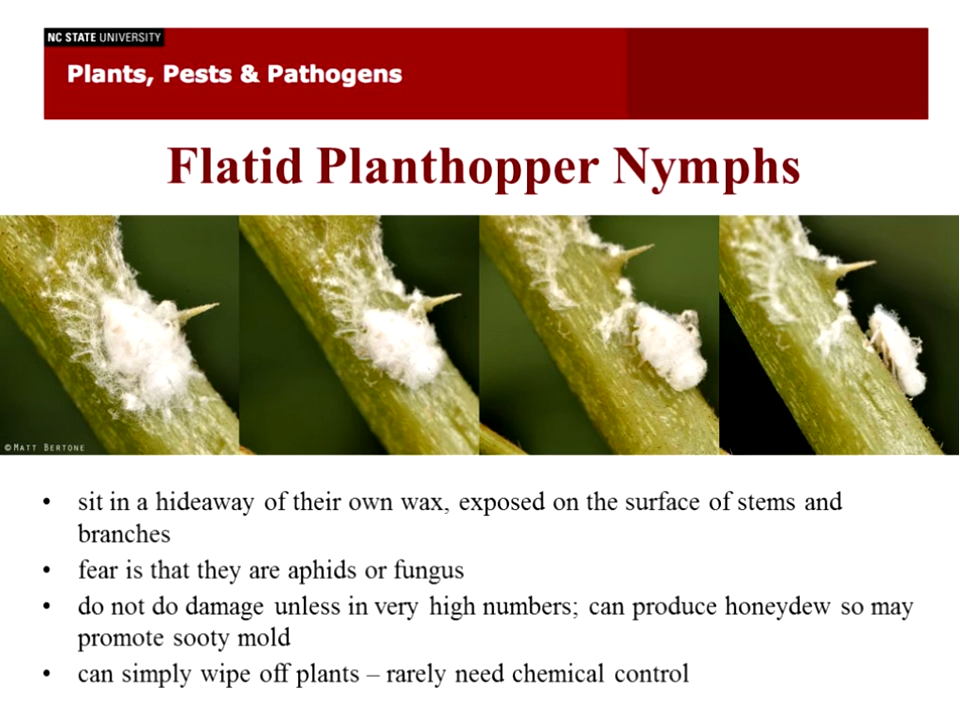 NC STATE UNIVERSITY
Plants, Pests & Pathogens
Flatid Planthopper Nymphs
©MATT BERTONE
• sit in a hideaway of their own wax, exposed on the surface of stems and
branches
• fear is that they are aphids or fungus
• do not do damage unless in very high numbers; can produce honeydew so may
promote sooty mold
• can simply wipe off plants – rarely need chemical control